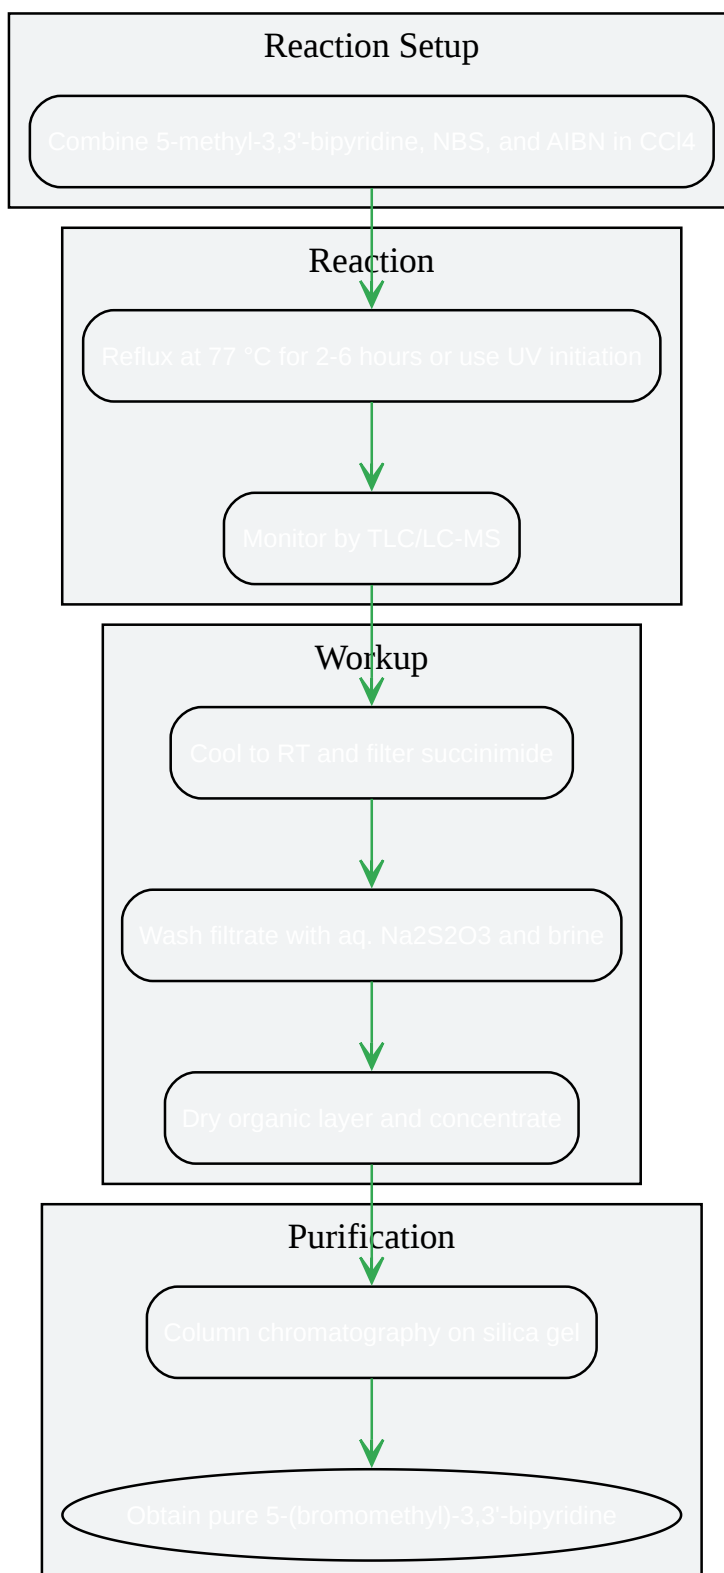 Reaction Setup
Combine 5-methyl-3,3'-bipyridine, NBS, and AIBN in CCl4
Reaction
Reflux at 77 °C for 2-6 hours or use UV initiation
Monitor by TLC/LC-MS
Workup
Cool to RT and filter succinimide
Wash filtrate with aq. Na2S2O3 and brine
Dry organic layer and concentrate
Purification
Column chromatography on silica gel
Obtain pure 5-(bromomethyl)-3,3'-bipyridine